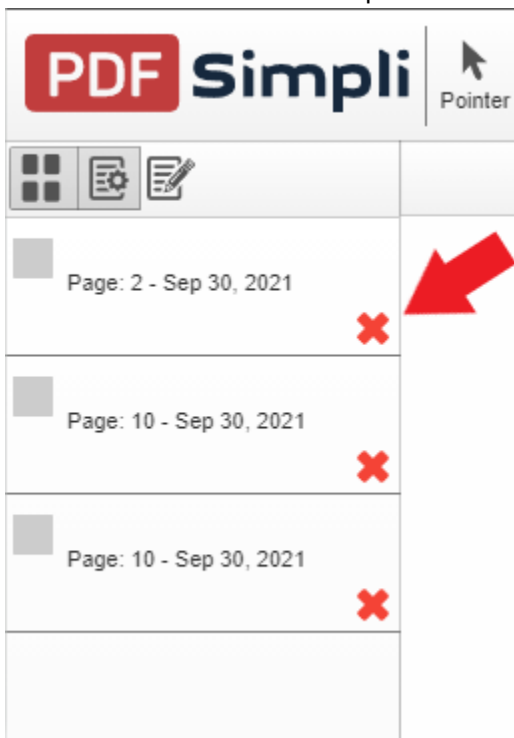 PDF Simpli
Pointer
Page: 2 - Sep 30, 2021
Page: 10 - Sep 30, 2021
Page: 10 - Sep 30, 2021